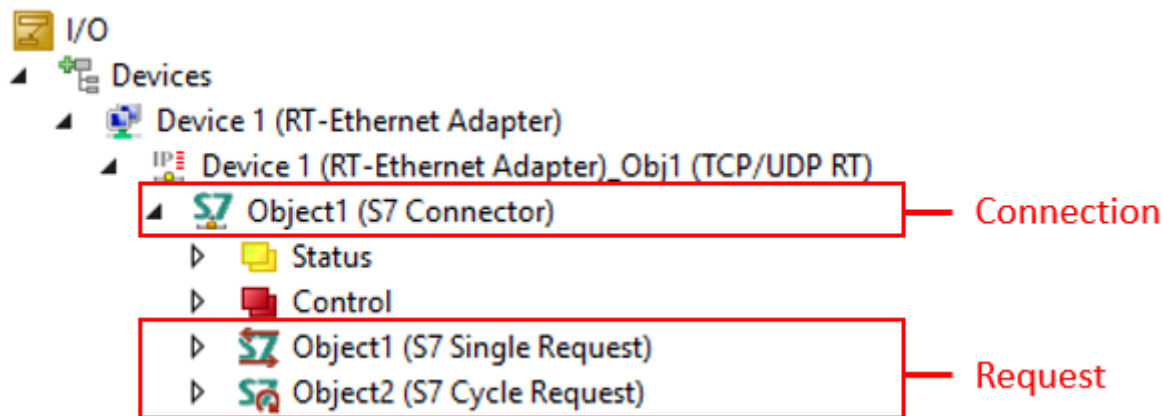 I/O
Devices
Device 1 (RT-Ethernet Adapter)
Device 1 (RT-Ethernet Adapter)_Obj1 (TCP/UDP RT)
Object1 (S7 Connector)
Connection
Status
Control
Object1 (S7 Single Request)
Object2 (S7 Cycle Request)
Request